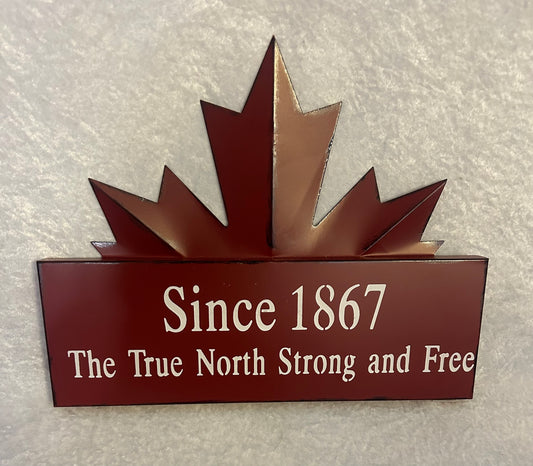 Since 1867
The True North Strong and Free